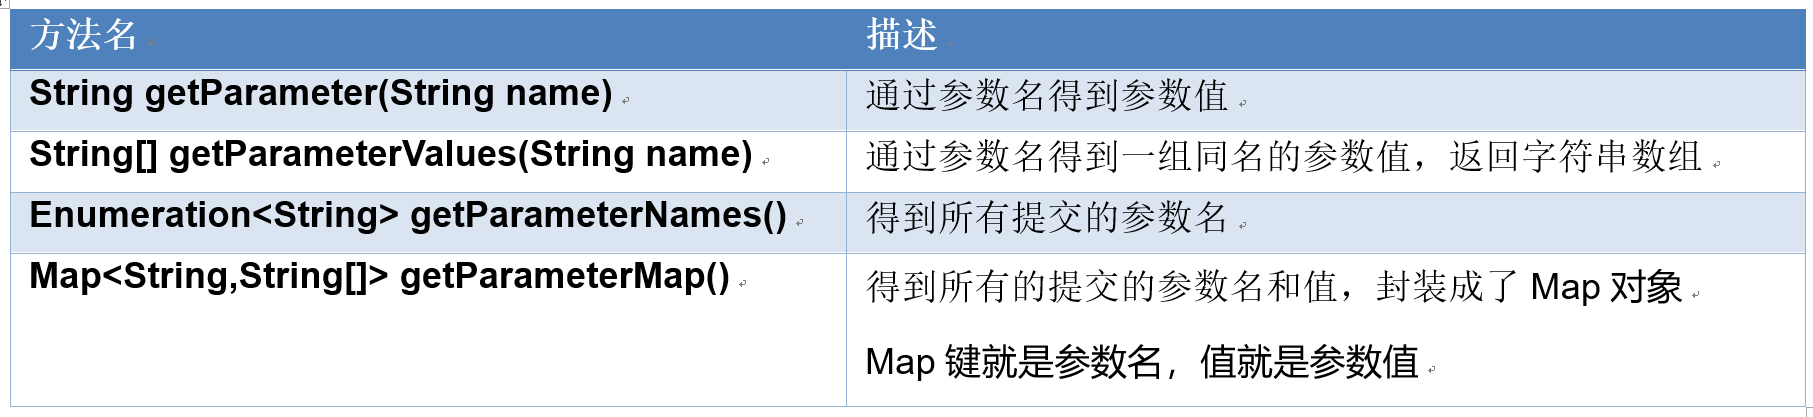 方法名
描述
String getParameter(String name)
通过参数名得到参数值
String[] getParameterValues(String name)
通过参数名得到一组同名的参数值，返回字符串数组
Enumeration<String> getParameterNames()
得到所有提交的参数名
Map<String,String[]> getParameterMap()
得到所有的提交的参数名和值，封装成了 Map 对象
Map 键就是参数名，值就是参数值